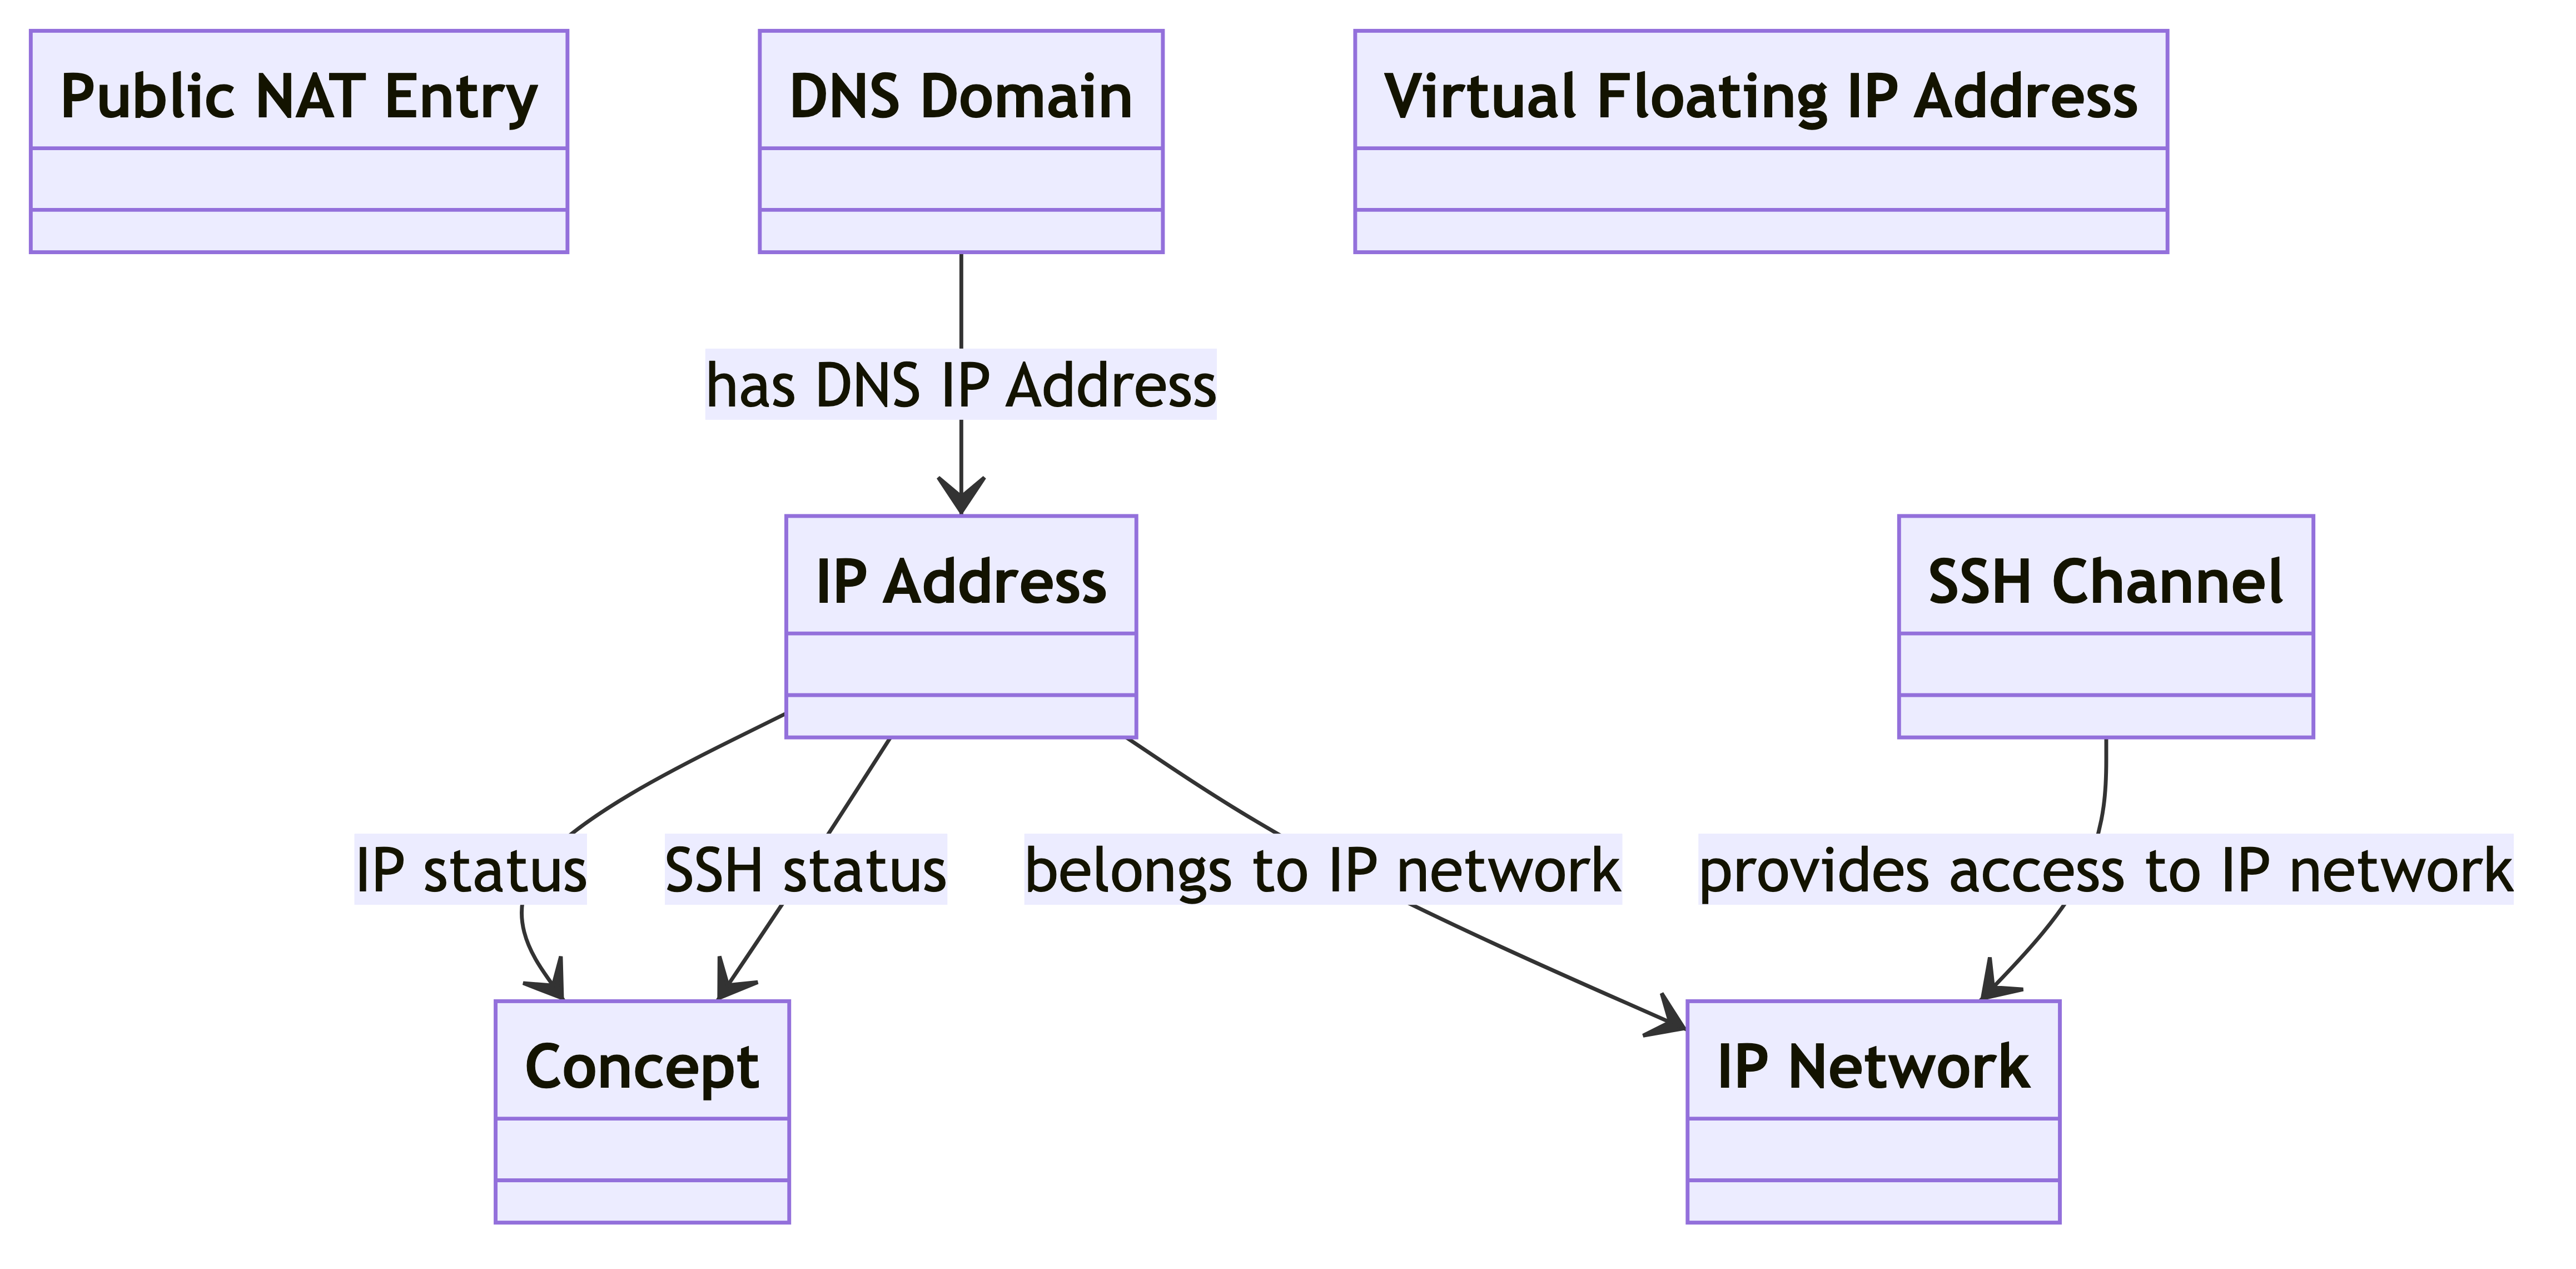 Public NAT Entry
DNS Domain
Virtual Floating IP Address
has DNS IP Address
IP Address
SSH Channel
IP status
SSH status
belongs to IP network
provides access to IP network
Concept
IP Network